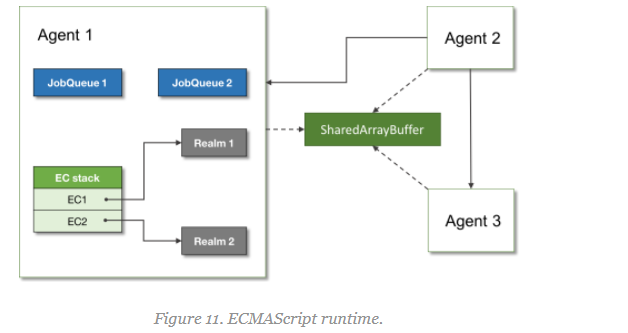 Agent 1
Agent 2
JobQueue 1
JobQueue 2
SharedArrayBuffer
Realm 1
EC stack
EC1
EC2
Agent 3
Realm 2
Figure 11. ECMAScript runtime.